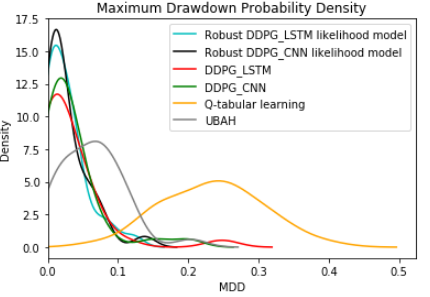 Maximum Drawdown Probability Density
17.5
15.0
12.5
10.0
7.5
5.0
2.5
0.0
Density
Robust DDPG_LSTM likelihood model
Robust DDPG_CNN likelihood model
DDPG_LSTM
DDPG_CNN
Q-tabular learning
UBAH
0.0 0.1 0.2 0.3 0.4 0.5
MDD